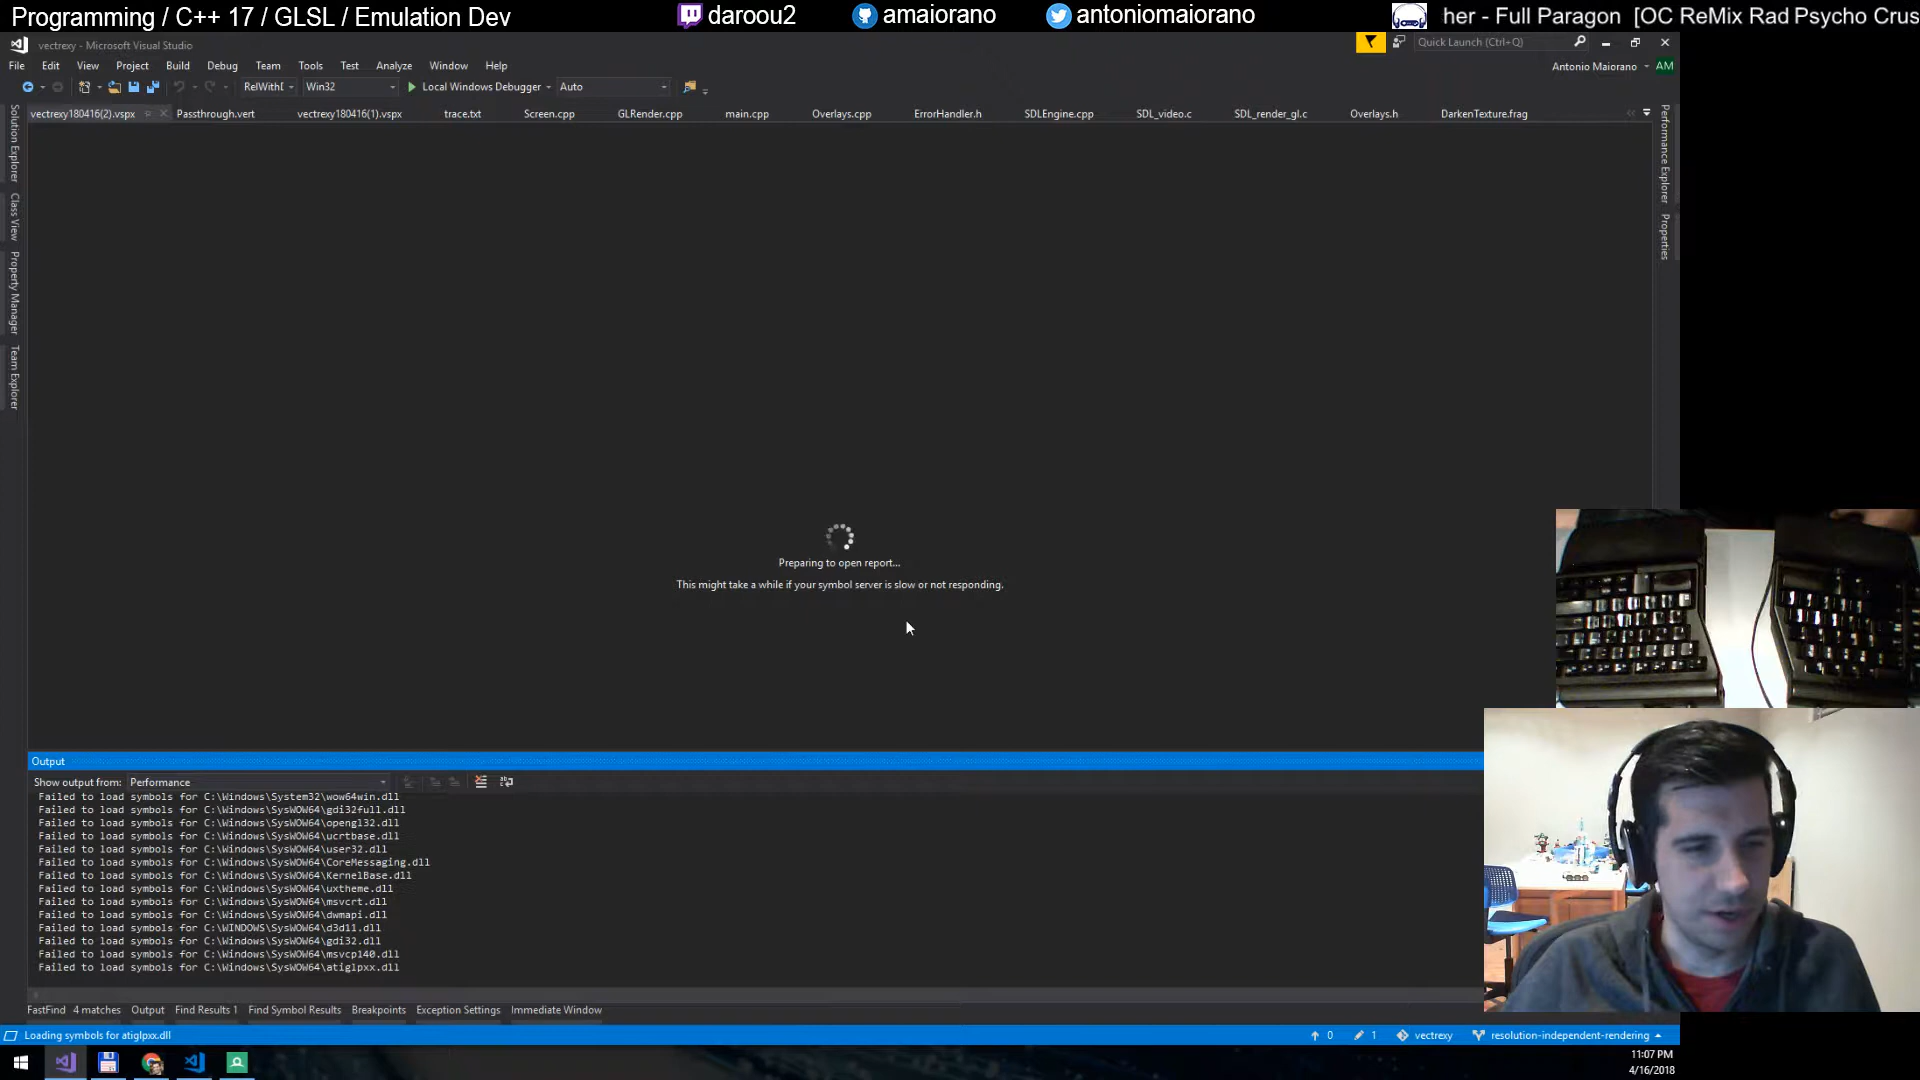 Programming / C++ 17 / GLSL / Emulation Dev
daroou2
amaiorano
antoniomaiorano
her - Full Paragon [OC ReMix Rad Psycho Crus
vectrexy - Microsoft Visual Studio
Quick Launch (Ctrl+Q)
File Edit View Project Build Debug Team Tools Test Analyze Window Help
Antonio Maiorano AM
RelWithI Win32 Local Windows Debugger Auto
vectrexy180416(2).vspx Passthrough.vert vectrexy180416(1).vspx trace.txt Screen.cpp GLRender.cpp main.cpp Overlays.cpp ErrorHandler.h SDLEngine.cpp SDL_video.c SDL_render_gl.c Overlays.h DarkenTexture.frag
Solution Explorer
Class View
Property Manager
Team Explorer
Performance Explorer
Properties
Preparing to open report...
This might take a while if your symbol server is slow or not responding.
Output
Show output from: Performance
Failed to load symbols for C:\Windows\System32\wow64win.dll
Failed to load symbols for C:\Windows\SysWOW64\gdi32full.dll
Failed to load symbols for C:\Windows\SysWOW64\opengl32.dll
Failed to load symbols for C:\Windows\SysWOW64\ucrtbase.dll
Failed to load symbols for C:\Windows\SysWOW64\user32.dll
Failed to load symbols for C:\Windows\SysWOW64\CoreMessaging.dll
Failed to load symbols for C:\Windows\SysWOW64\KernelBase.dll
Failed to load symbols for C:\Windows\SysWOW64\uxtheme.dll
Failed to load symbols for C:\Windows\SysWOW64\msvcrt.dll
Failed to load symbols for C:\Windows\SysWOW64\dwmapi.dll
Failed to load symbols for C:\WINDOWS\SysWOW64\d3d11.dll
Failed to load symbols for C:\Windows\SysWOW64\gdi32.dll
Failed to load symbols for C:\Windows\SysWOW64\msvcp140.dll
Failed to load symbols for C:\Windows\SysWOW64\atiglpxx.dll
FastFind 4 matches Output Find Results 1 Find Symbol Results Breakpoints Exception Settings Immediate Window
Loading symbols for atiglpxx.dll
0 1 vectrexy resolution-independent-rendering
11:07 PM
4/16/2018